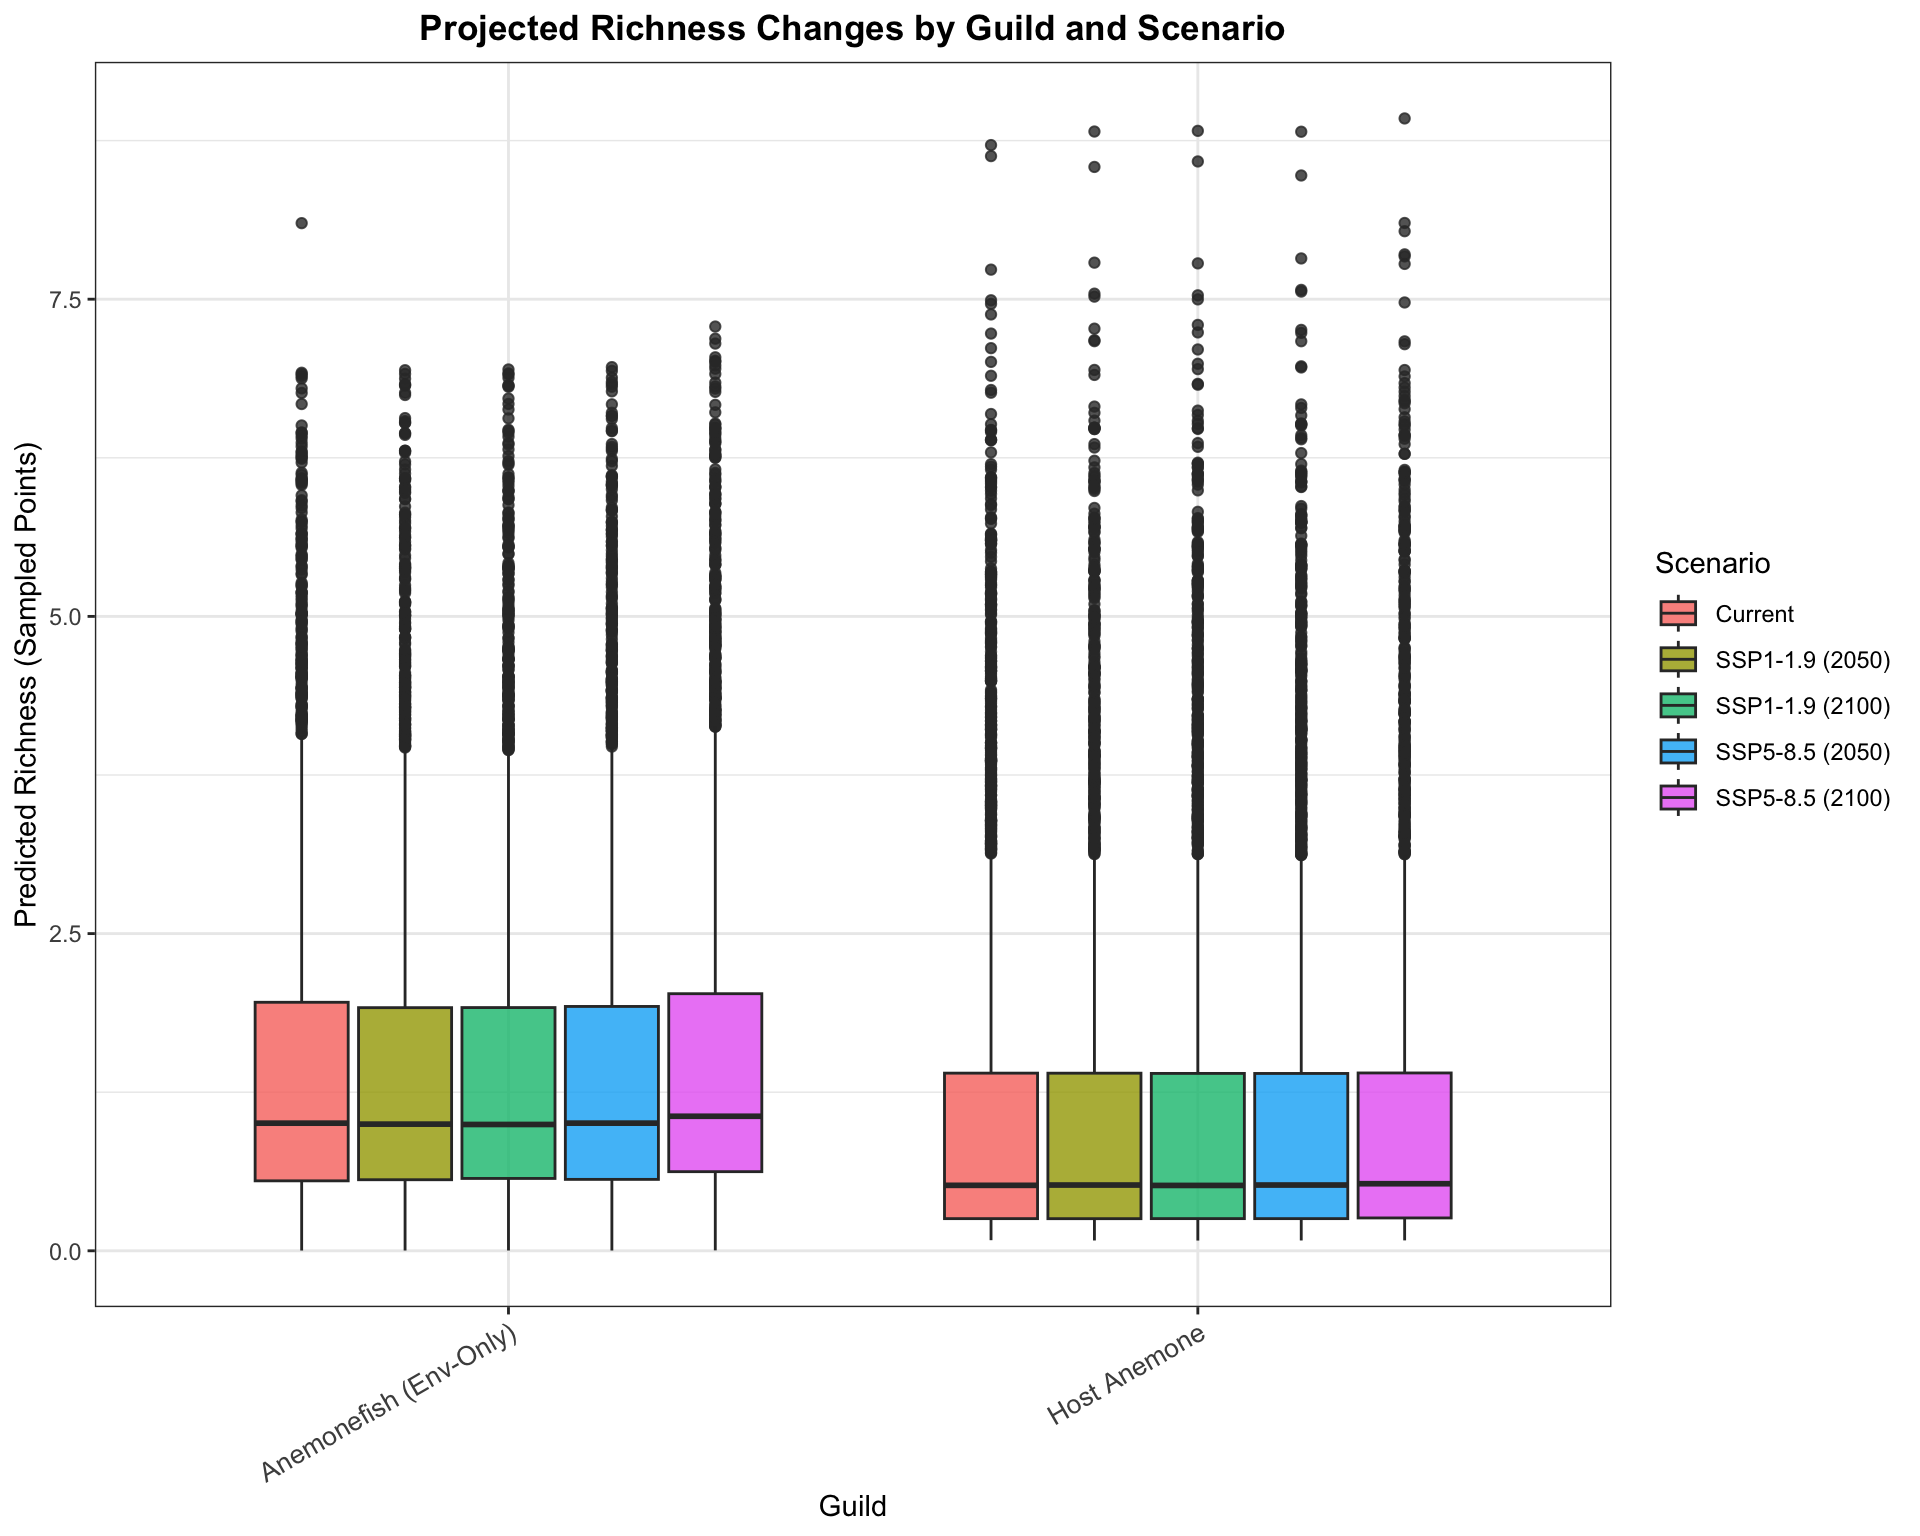 Projected Richness Changes by Guild and Scenario
Predicted Richness (Sampled Points)
7.5
5.0
2.5
0.0
Anemonefish (Env-Only)
Host Anemone
Guild
Scenario
Current
SSP1-1.9 (2050)
SSP1-1.9 (2100)
SSP5-8.5 (2050)
SSP5-8.5 (2100)